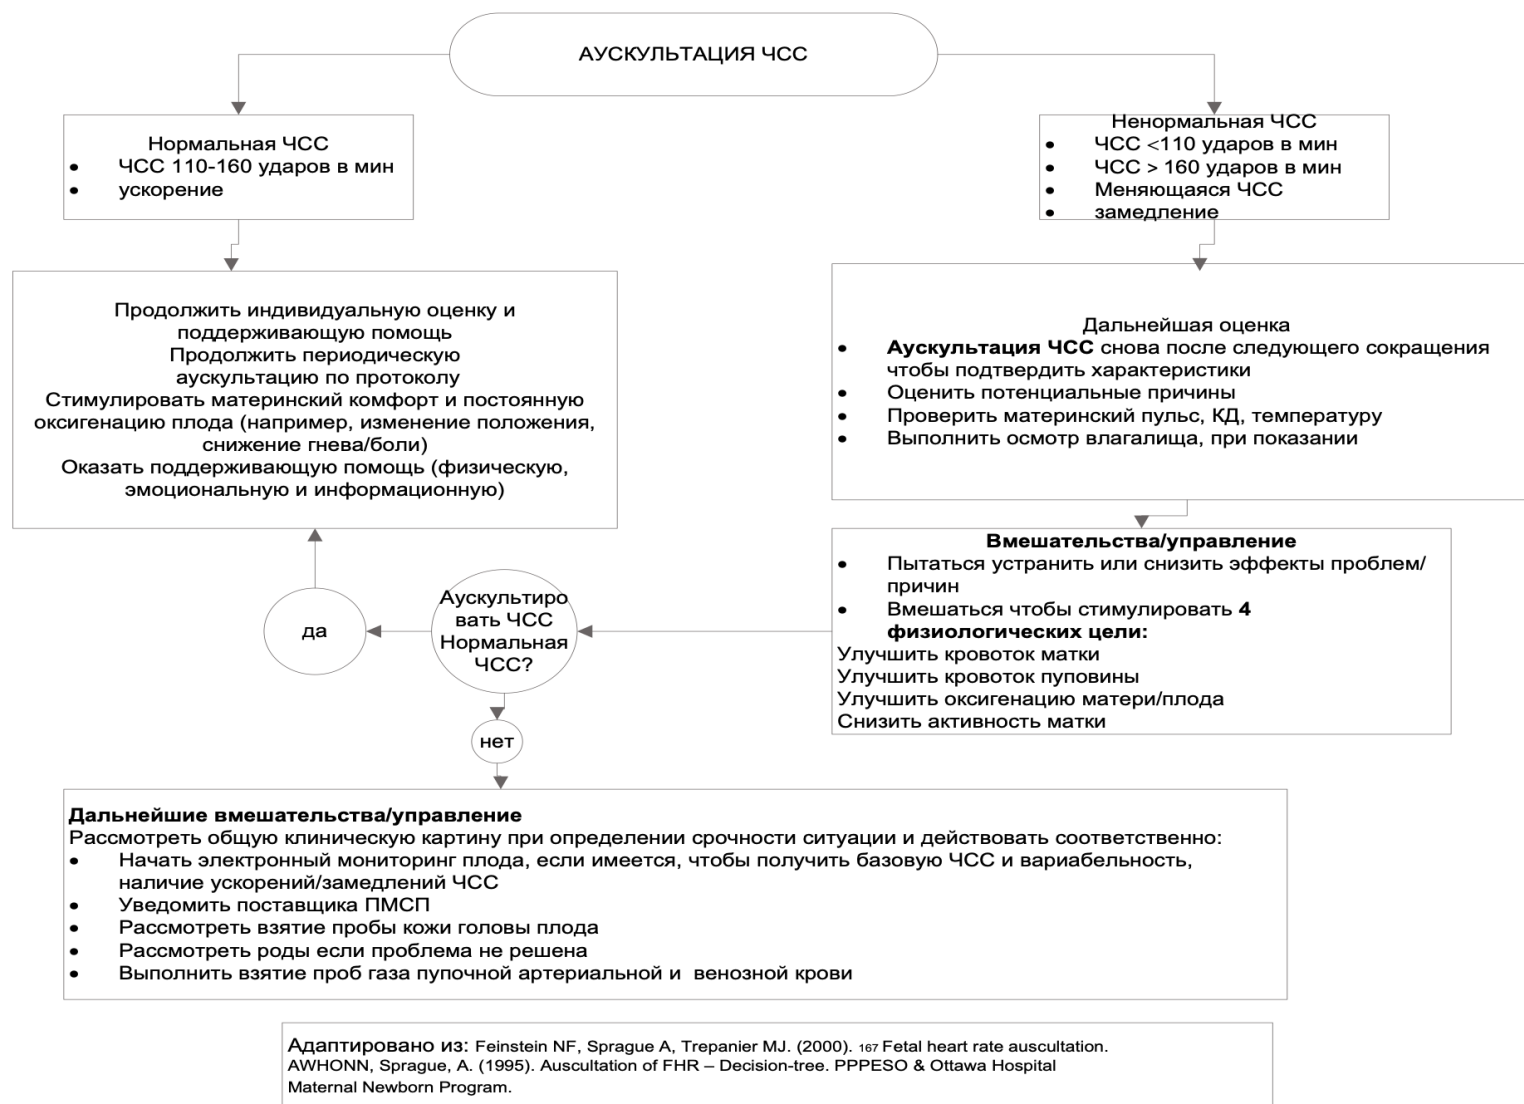 АУСКУЛЬТАЦИЯ ЧСС
Нормальная ЧСС
• ЧСС 110-160 ударов в мин
• ускорение
Ненормальная ЧСС
• ЧСС <110 ударов в мин
• ЧСС > 160 ударов в мин
• Меняющаяся ЧСС
• замедление
Продолжить индивидуальную оценку и
поддерживающую помощь
Продолжить периодическую
аускультацию по протоколу
Стимулировать материнский комфорт и постоянную
оксигенацию плода (например, изменение положения,
снижение гнева/боли)
Оказать поддерживающую помощь (физическую,
эмоциональную и информационную)
Дальнейшая оценка
• Аускультация ЧСС снова после следующего сокращения
чтобы подтвердить характеристики
• Оценить потенциальные причины
• Проверить материнский пульс, КД, температуру
• Выполнить осмотр влагалища, при показании
Вмешательства/управление
• Пытаться устранить или снизить эффекты проблем/
причин
• Вмешаться чтобы стимулировать 4
физиологических цели:
Улучшить кровоток матки
Улучшить кровоток пуповины
Улучшить оксигенацию матери/плода
Снизить активность матки
Аускультиро
вать ЧСС
Нормальная
ЧСС?
да
нет
Дальнейшие вмешательства/управление
Рассмотреть общую клиническую картину при определении срочности ситуации и действовать соответственно:
• Начать электронный мониторинг плода, если имеется, чтобы получить базовую ЧСС и вариабельность,
наличие ускорений/замедлений ЧСС
• Уведомить поставщика ПМСП
• Рассмотреть взятие пробы кожи головы плода
• Рассмотреть роды если проблема не решена
• Выполнить взятие проб газа пупочной артериальной и венозной крови
Адаптировано из: Feinstein NF, Sprague A, Trepanier MJ. (2000). 167 Fetal heart rate auscultation.
AWHONN, Sprague, A. (1995). Auscultation of FHR – Decision-tree. PPPESO & Ottawa Hospital
Maternal Newborn Program.